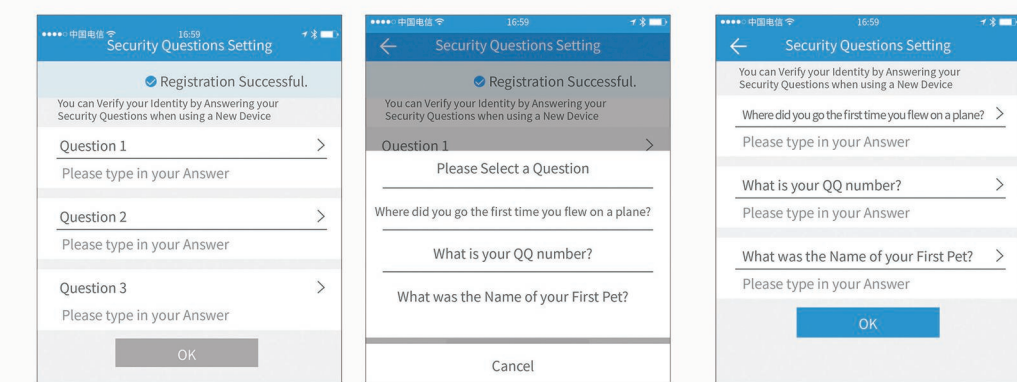 中国电信 16:59
Security Questions Setting
Registration Successful.
You can Verify your Identity by Answering your
Security Questions when using a New Device
Question 1
Please type in your Answer
Question 2
Please type in your Answer
Question 3
Please type in your Answer
OK
中国电信 16:59
Security Questions Setting
Registration Successful.
You can Verify your Identity by Answering your
Security Questions when using a New Device
Question 1
Please Select a Question
Where did you go the first time you flew on a plane?
What is your QQ number?
What was the Name of your First Pet?
Cancel
中国电信 16:59
Security Questions Setting
You can Verify your Identity by Answering your
Security Questions when using a New Device
Where did you go the first time you flew on a plane?
Please type in your Answer
What is your QQ number?
Please type in your Answer
What was the Name of your First Pet?
Please type in your Answer
OK